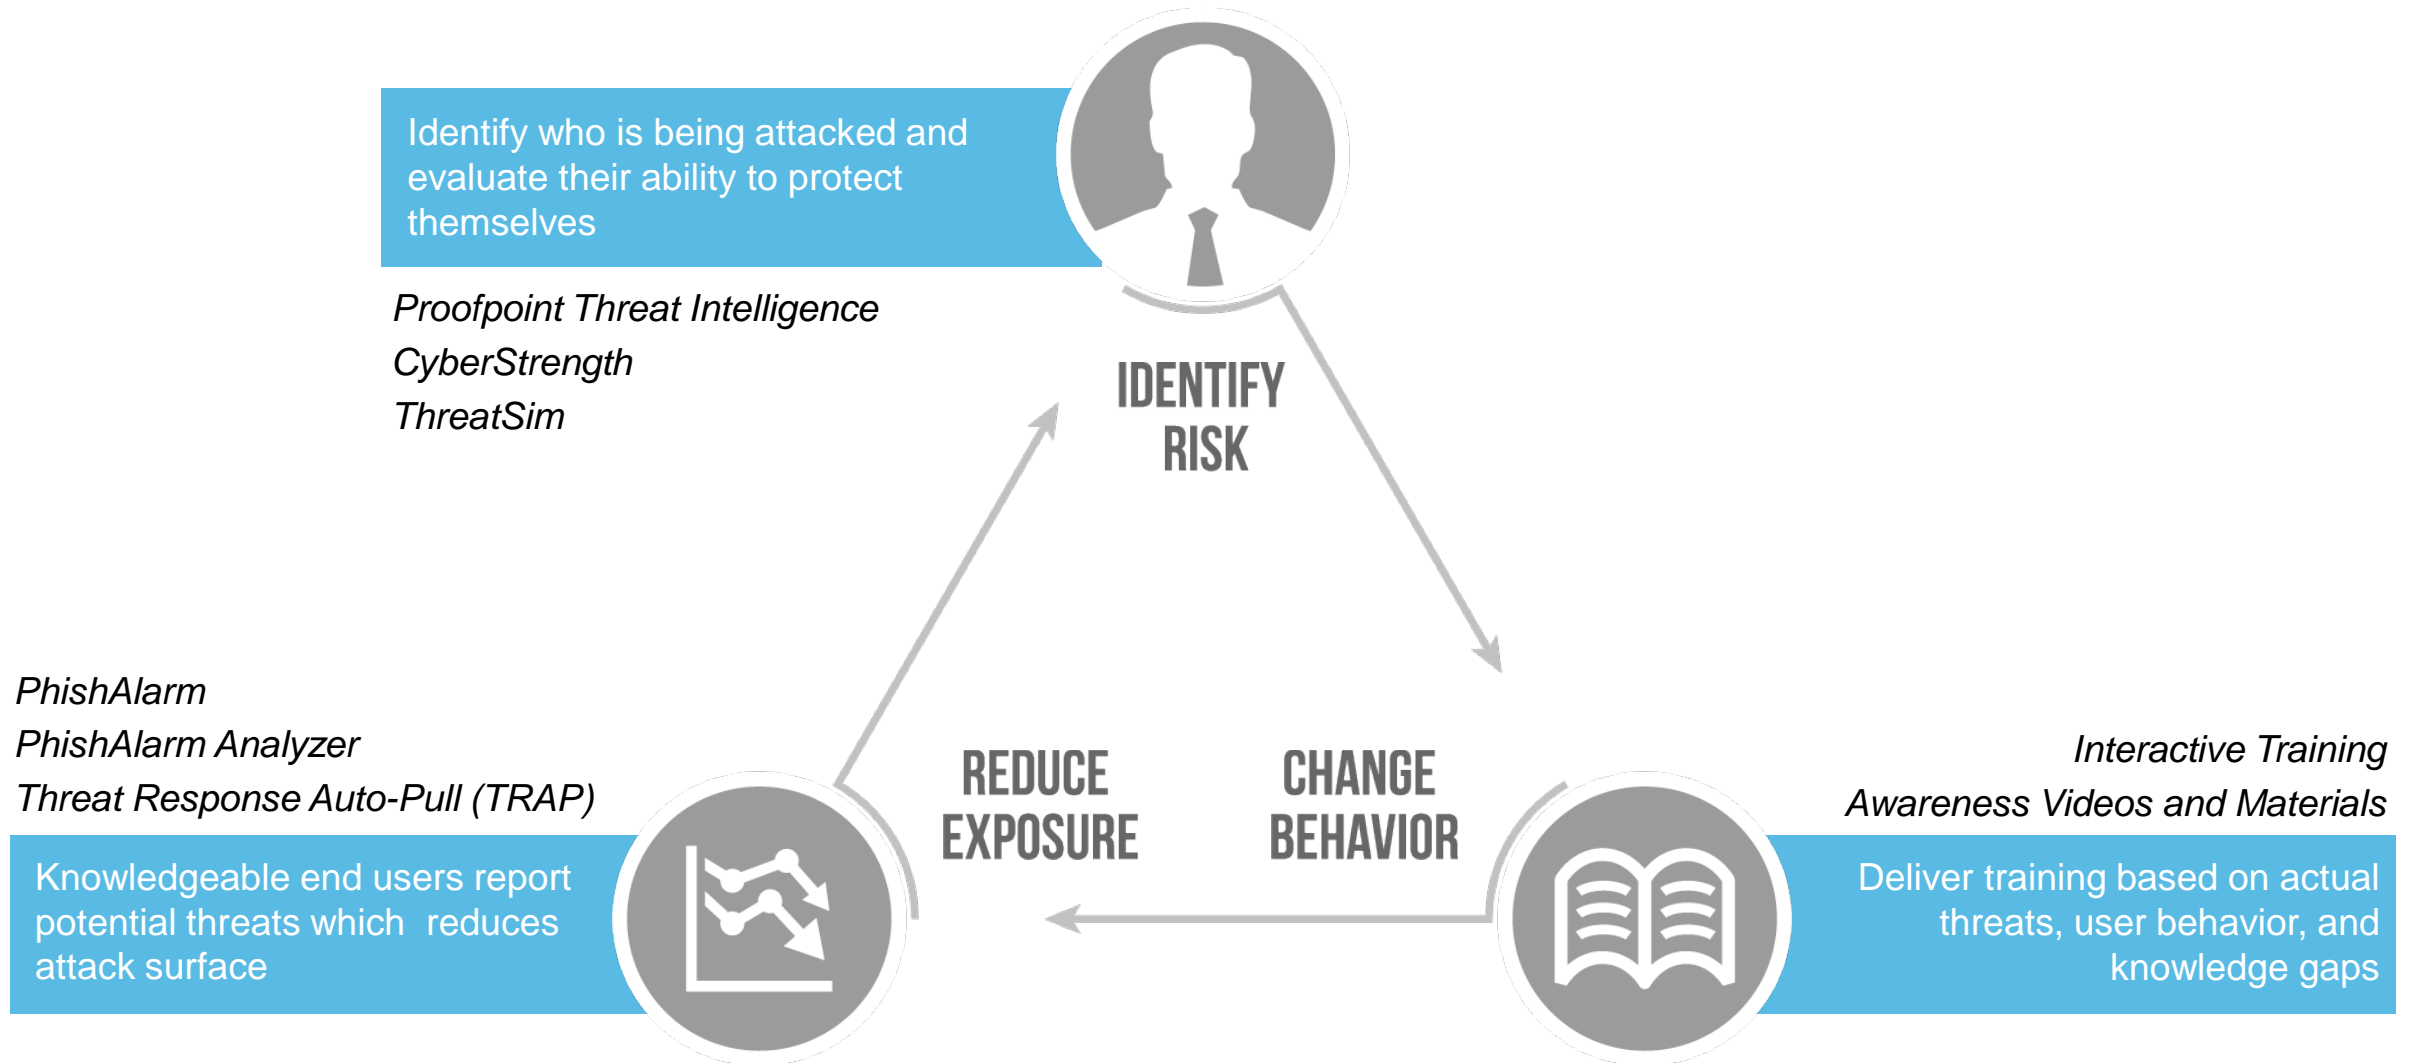 Identify who is being attacked and
evaluate their ability to protect
themselves
Proofpoint Threat Intelligence
CyberStrength
ThreatSim
IDENTIFY
RISK
PhishAlarm
PhishAlarm Analyzer
Threat Response Auto-Pull (TRAP)
Knowledgeable end users report
potential threats which  reduces
attack surface
REDUCE
EXPOSURE
CHANGE
BEHAVIOR
Interactive Training
Awareness Videos and Materials
Deliver training based on actual
threats, user behavior, and
knowledge gaps